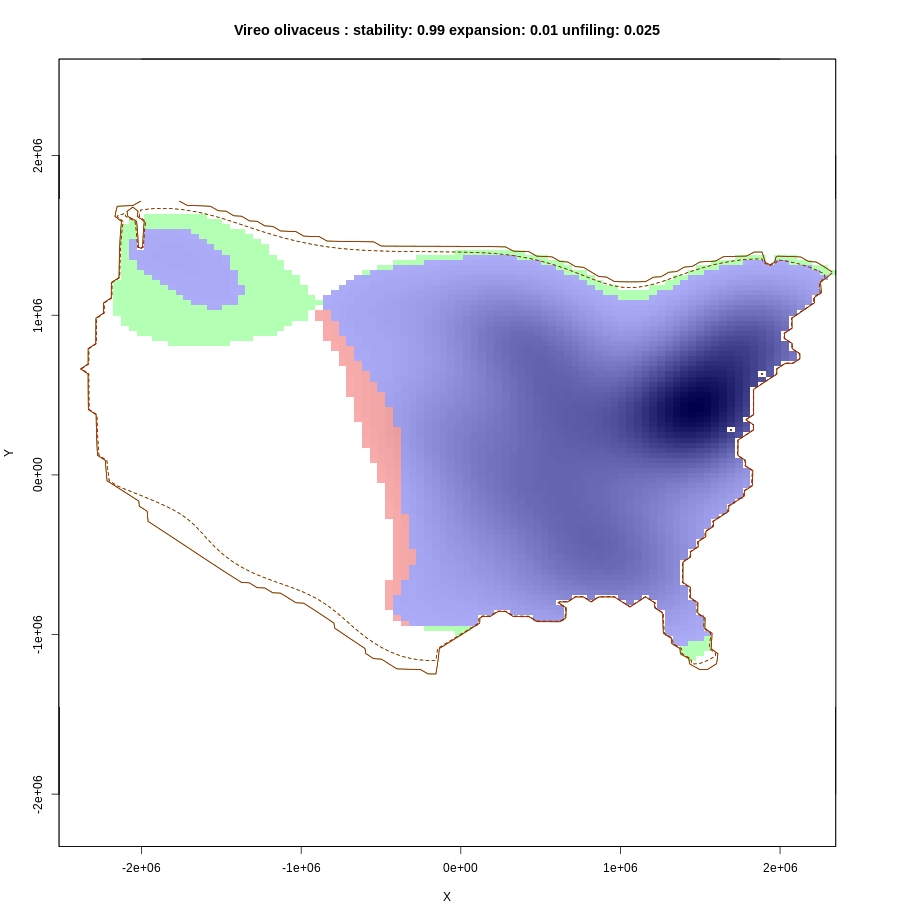 Vireo olivaceus : stability: 0.99 expansion: 0.01 unfiling: 0.025
2e+06
1e+06
0e+00
-1e+06
-2e+06
Y
-2e+06 -1e+06 0e+00 1e+06 2e+06
X